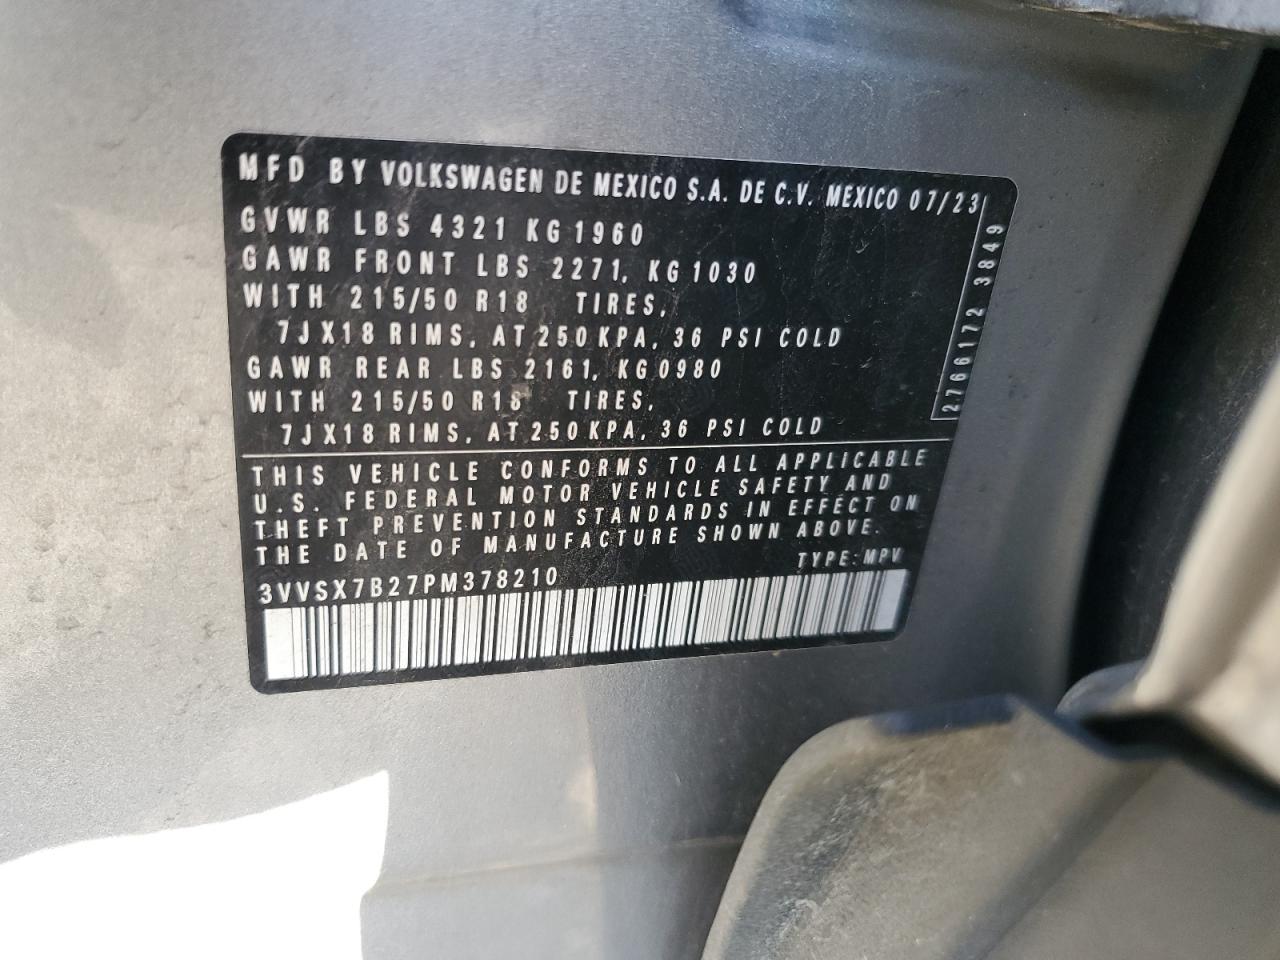 MFD BY VOLKSWAGEN DE MEXICO S.A. DE C.V. MEXICO 07/23
GVWR LBS 4321 KG 1960
GAWR FRONT LBS 2271, KG 1030
WITH 215/50 R18 TIRES,
7JX18 RIMS, AT 250 KPA, 36 PSI COLD
GAWR REAR LBS 2161, KG 0980
WITH 215/50 R18 TIRES,
7JX18 RIMS, AT 250 KPA, 36 PSI COLD
2766172 3849
THIS VEHICLE CONFORMS TO ALL APPLICABLE
U.S. FEDERAL MOTOR VEHICLE SAFETY AND
THEFT PREVENTION STANDARDS IN EFFECT ON
THE DATE OF MANUFACTURE SHOWN ABOVE.
TYPE: MPV
3VVSX7B27PM378210